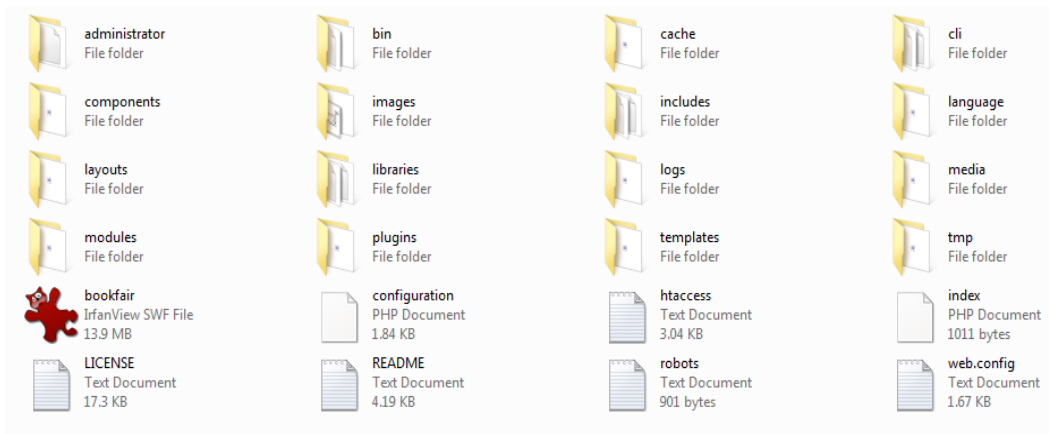 administrator
File folder
bin
File folder
cache
File folder
cli
File folder
components
File folder
images
File folder
includes
File folder
language
File folder
layouts
File folder
libraries
File folder
logs
File folder
media
File folder
modules
File folder
plugins
File folder
templates
File folder
tmp
File folder
bookfair
IrfanView SWF File
13.9 MB
configuration
PHP Document
1.84 KB
htaccess
Text Document
3.04 KB
index
PHP Document
1011 bytes
LICENSE
Text Document
17.3 KB
README
Text Document
4.19 KB
robots
Text Document
901 bytes
web.config
Text Document
1.67 KB